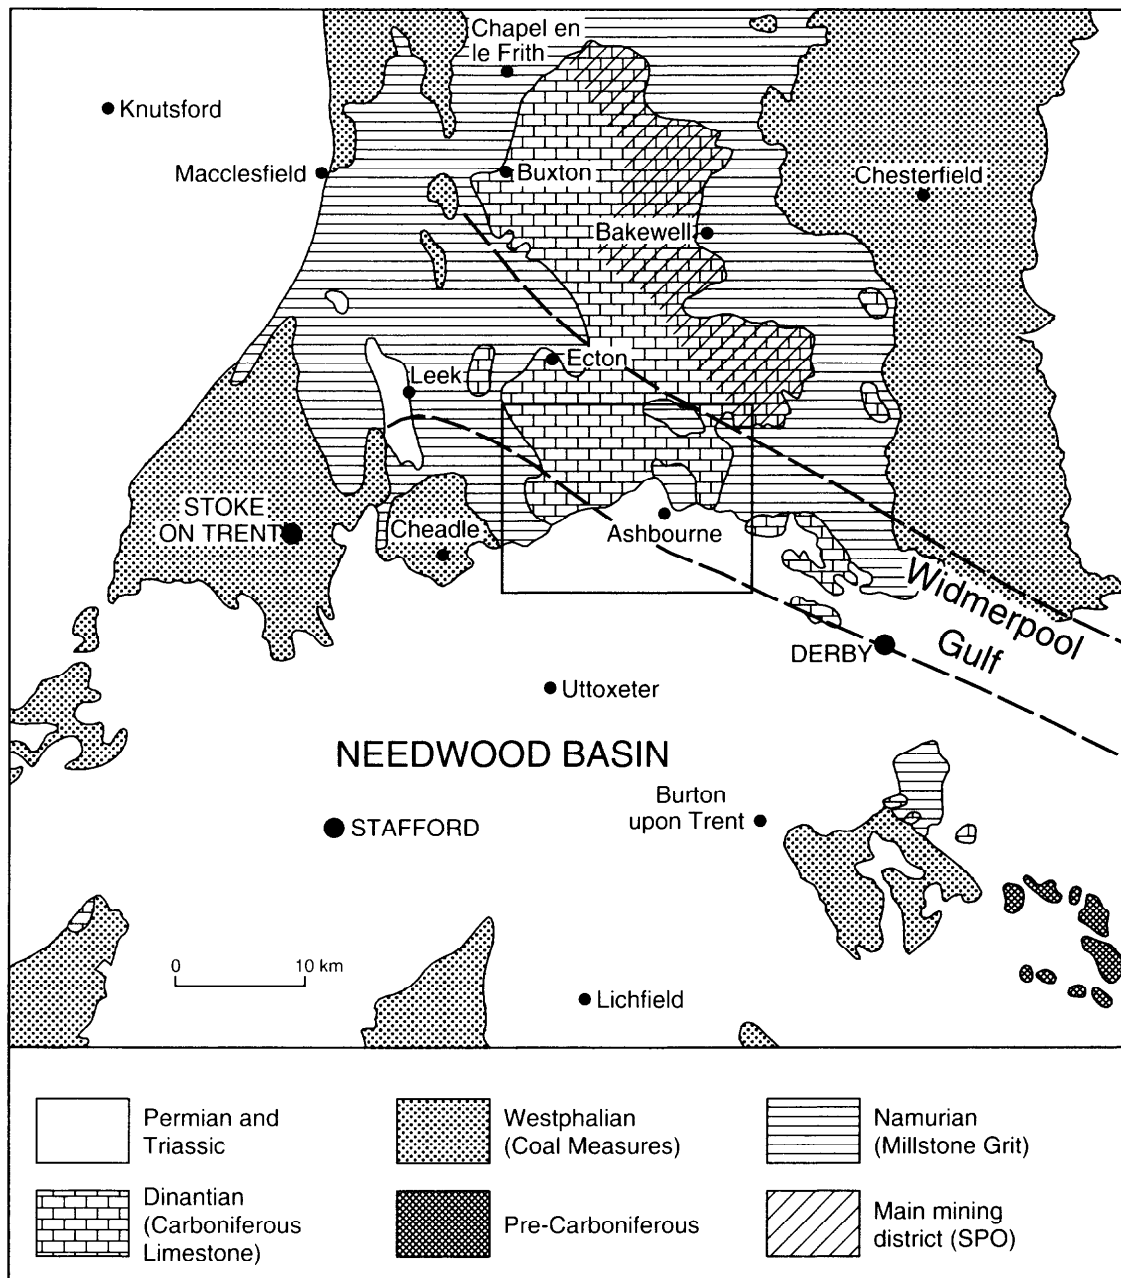 Chapel en
le Frith
Knutsford
Macclesfield
Buxton
Chesterfield
Bakewell
Ecton
Leek
STOKE
ON TRENT
Cheadle
Ashbourne
Widmerpool
Gulf
DERBY
Uttoxeter
NEEDWOOD BASIN
Burton
upon Trent
STAFFORD
0 10 km
Lichfield
Permian and
Triassic
Westphalian
(Coal Measures)
Namurian
(Millstone Grit)
Dinantian
(Carboniferous
Limestone)
Pre-Carboniferous
Main mining
district (SPO)